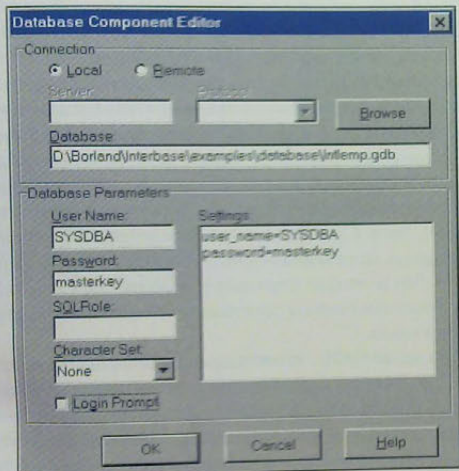 Database Component Editor
Connection
Local Remote
Server: Protocol:
Browse
Database:
D:\Borland\Interbase\examples\database\Intlemp.gdb
Database Parameters
User Name: Settings:
SYSDBA
user_name=SYSDBA
password=masterkey
Password:
masterkey
SQLRole:
Character Set:
None
Login Prompt
OK Cancel Help